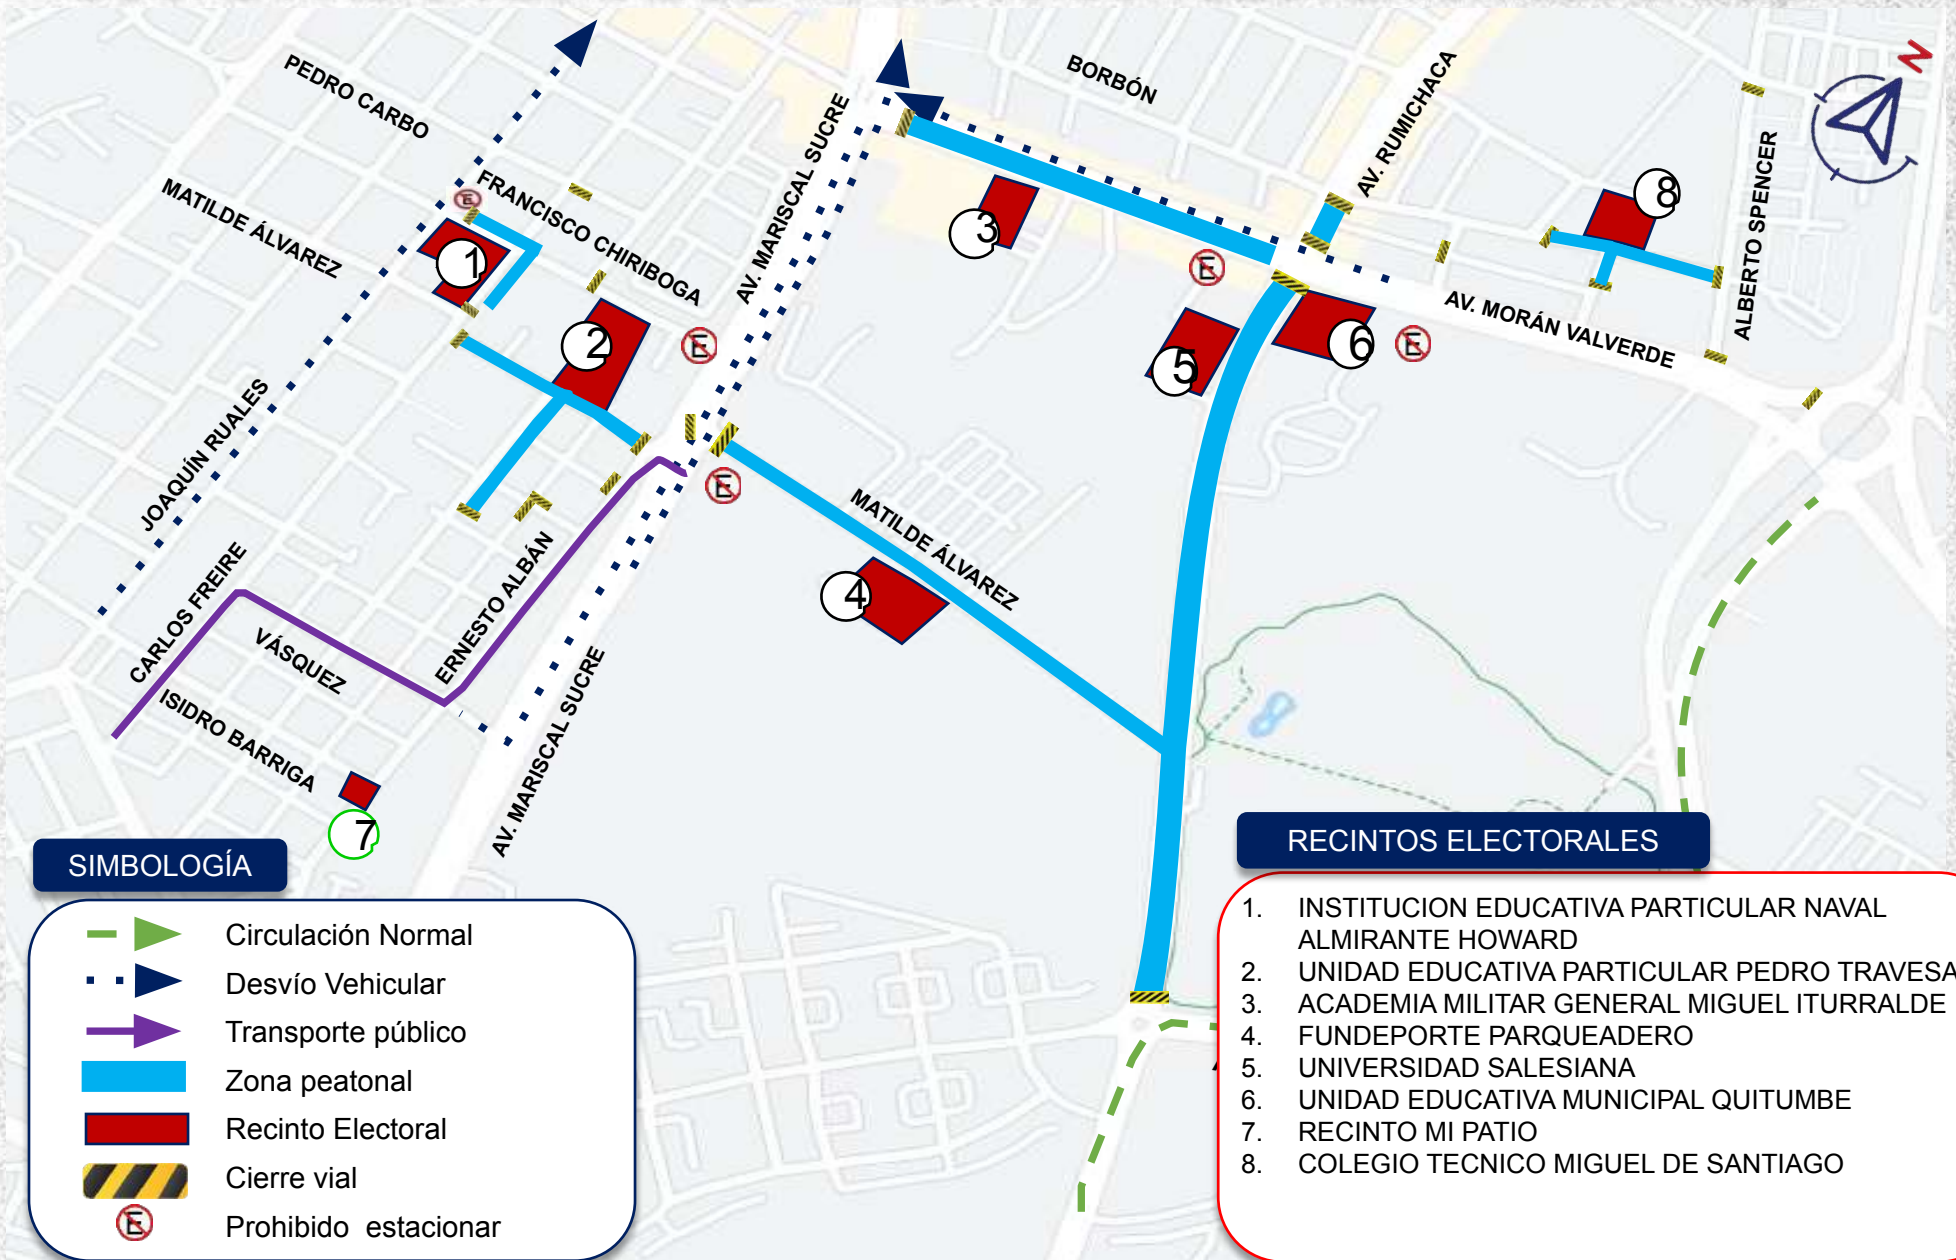 N
BORBÓN
PEDRO CARBO
AV. RUMICHACA
AV. MARISCAL SUCRE
ALBERTO SPENCER
FRANCISCO CHIRIBOGA
MATILDE ÁLVAREZ
E
8
3
1
E
AV. MORÁN VALVERDE
2
E
5
6
E
JOAQUÍN RUALES
E
MATILDE ÁLVAREZ
ERNESTO ALBÁN
CARLOS FREIRE
4
VÁSQUEZ
ISIDRO BARRIGA
AV. MARISCAL SUCRE
7
SIMBOLOGÍA
Circulación Normal
Desvío Vehicular
Transporte público
Zona peatonal
Recinto Electoral
Cierre vial
E
Prohibido estacionar
RECINTOS ELECTORALES
1. INSTITUCION EDUCATIVA PARTICULAR NAVAL
ALMIRANTE HOWARD
2. UNIDAD EDUCATIVA PARTICULAR PEDRO TRAVESA
3. ACADEMIA MILITAR GENERAL MIGUEL ITURRALDE
4. FUNDEPORTE PARQUEADERO
5. UNIVERSIDAD SALESIANA
6. UNIDAD EDUCATIVA MUNICIPAL QUITUMBE
7. RECINTO MI PATIO
8. COLEGIO TECNICO MIGUEL DE SANTIAGO